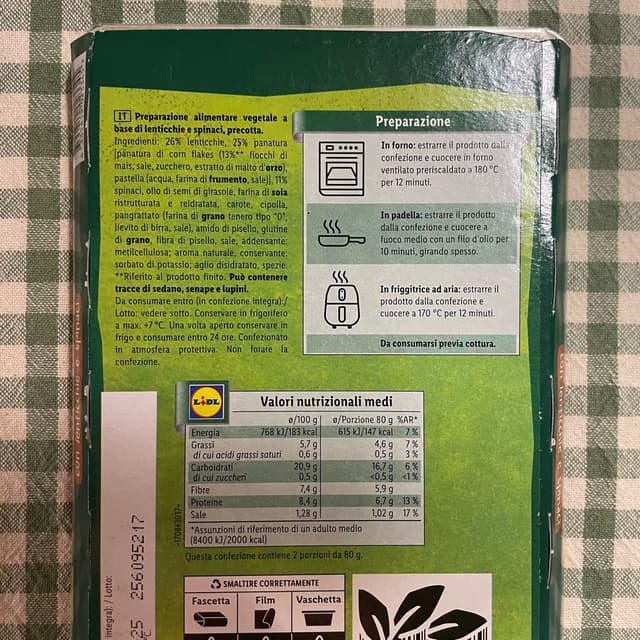 IT Preparazione alimentare vegetale a
base di lenticchie e spinaci, precotta.
Ingredienti: 26% lenticchie, 25% panatura
[panatura di corn flakes (13%** fiocchi di
mais, sale, zucchero, estratto di malto d'orzo),
pastella (acqua, farina di frumento, sale)], 11%
spinaci, olio di semi di girasole, farina di soia
ristrutturata e reidratata, carote, cipolla,
pangrattato (farina di grano tenero tipo "0",
lievito di birra, sale), amido di pisello, glutine
di grano, fibra di pisello, sale, addensante:
metilcellulosa; aroma naturale, conservante:
sorbato di potassio; aglio disidratato, spezie.
**Riferito al prodotto finito. Può contenere
tracce di sedano, senape e lupini.
Da consumare entro (in confezione integra):/
Lotto: vedere sotto. Conservare in frigorifero
a max. +7 °C. Una volta aperto conservare in
frigo e consumare entro 24 ore. Confezionato
in atmosfera protettiva. Non forare la
confezione.
Preparazione
In forno: estrarre il prodotto dalla
confezione e cuocere in forno
ventilato preriscaldato a 180 °C
per 12 minuti.
In padella: estrarre il prodotto
dalla confezione e cuocere a
fuoco medio con un filo d'olio per
10 minuti, girando spesso.
In friggitrice ad aria: estrarre il
prodotto dalla confezione e
cuocere a 170 °C per 12 minuti.
Da consumarsi previa cottura.
LIDL
Valori nutrizionali medi
ø/100 g ø/Porzione 80 g %AR*
Energia 768 kJ/183 kcal 615 kJ/147 kcal 7 %
Grassi 5,7 g 4,6 g 7 %
di cui acidi grassi saturi 0,6 g 0,5 g 3 %
Carboidrati 20,9 g 16,7 g 6 %
di cui zuccheri 0,5 g <0,5 g <1 %
Fibre 7,4 g 5,9 g
Proteine 8,4 g 6,7 g 13 %
Sale 1,28 g 1,02 g 17 %
*Assunzioni di riferimento di un adulto medio
(8400 kJ/2000 kcal)
Questa confezione contiene 2 porzioni da 80 g.
SMALTIRE CORRETTAMENTE
Fascetta Film Vaschetta
con lenticchie e spinaci
integra): / Lotto:
25 256095217